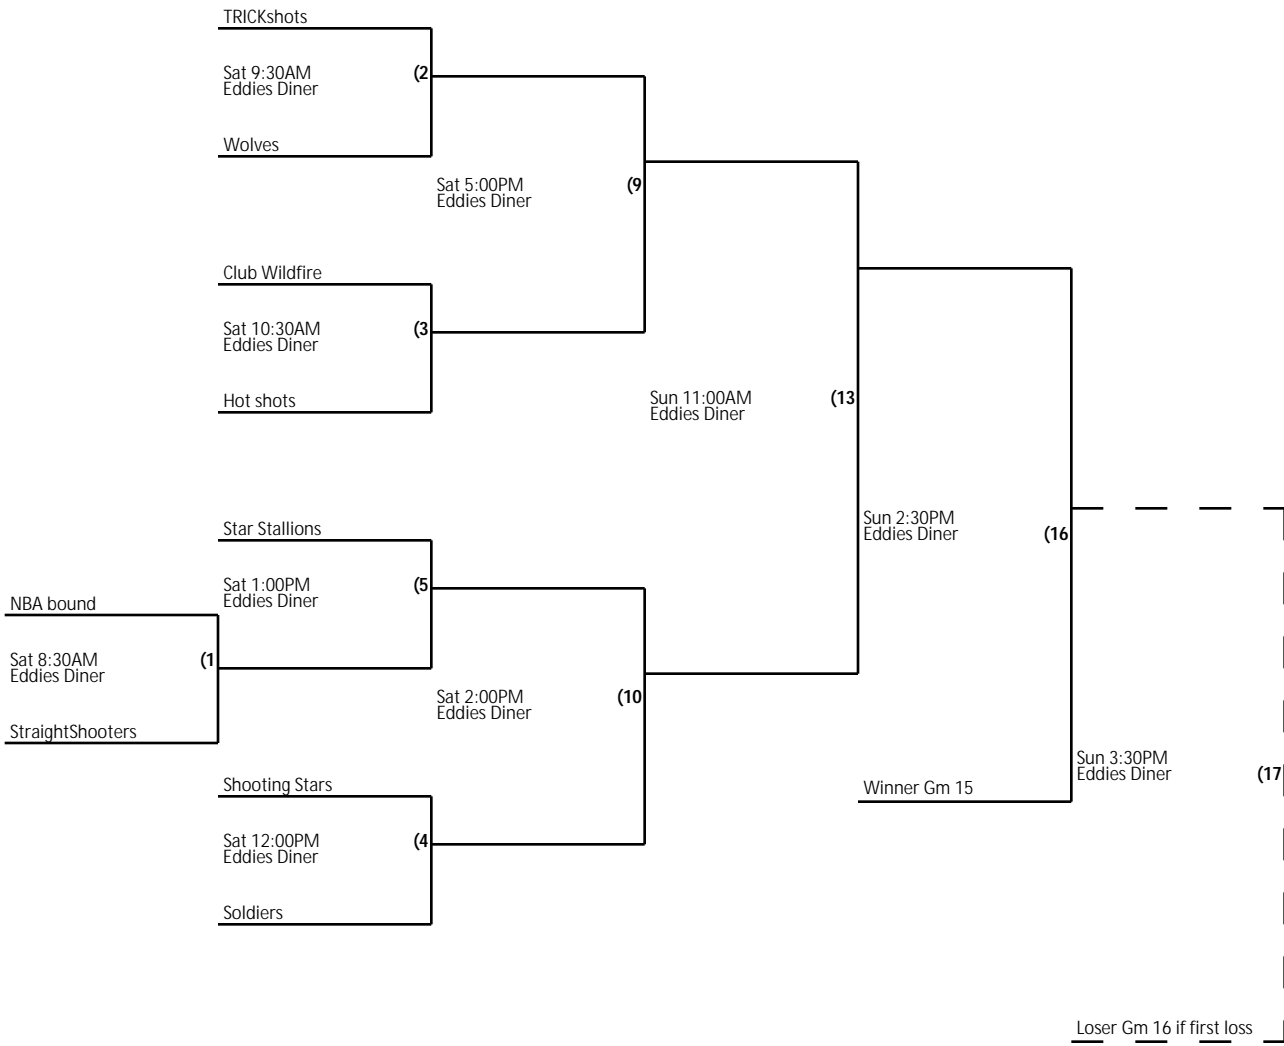 TRICKshots
Sat 9:30AM
Eddies Diner
(2
Wolves
Sat 5:00PM
Eddies Diner
(9
Club Wildfire
Sat 10:30AM
Eddies Diner
(3
Hot shots
Sun 11:00AM
Eddies Diner
(13
Star Stallions
Sat 1:00PM
Eddies Diner
(5
NBA bound
Sat 8:30AM
Eddies Diner
(1
StraightShooters
Sat 2:00PM
Eddies Diner
(10
Shooting Stars
Sat 12:00PM
Eddies Diner
(4
Soldiers
Sun 2:30PM
Eddies Diner
(16
Winner Gm 15
Sun 3:30PM
Eddies Diner
(17
Loser Gm 16 if first loss